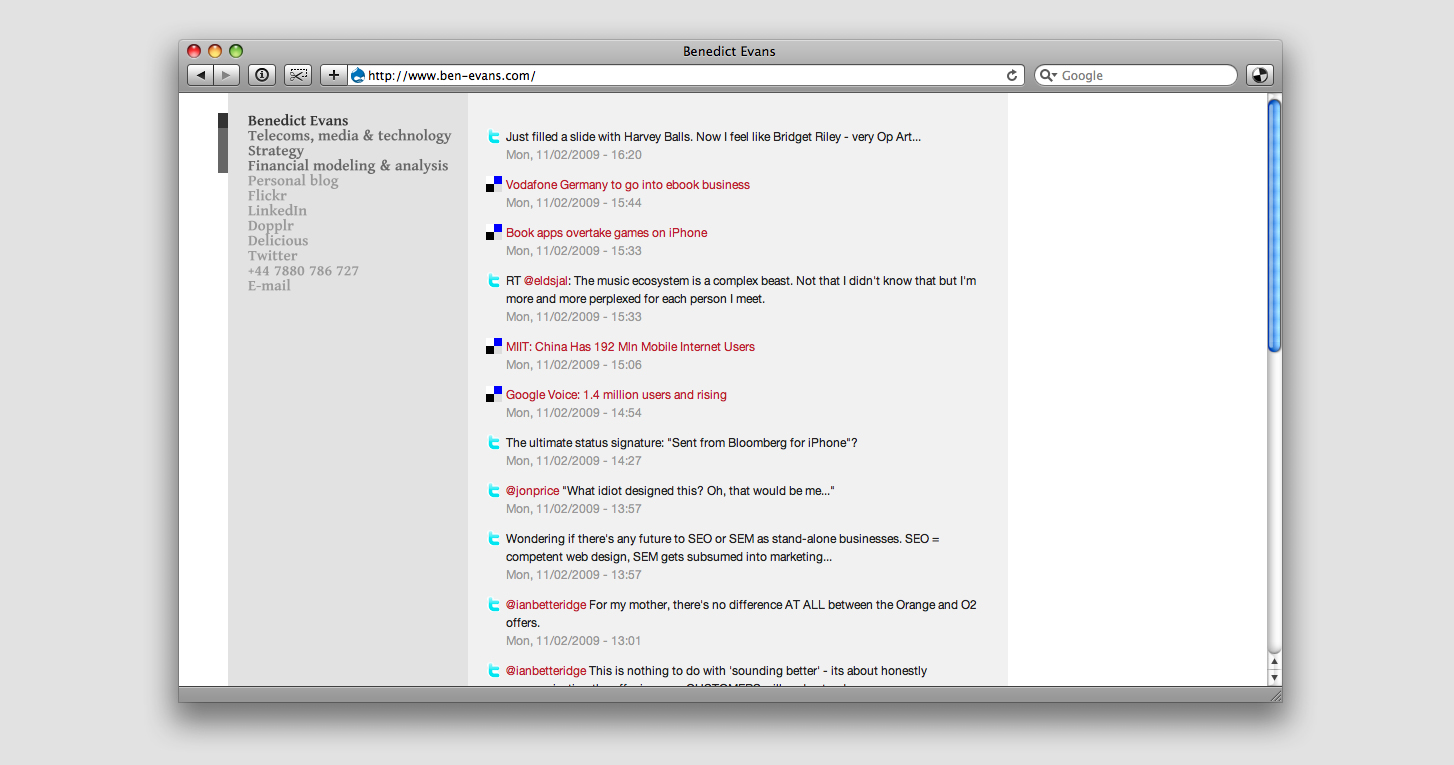 Benedict Evans
http://www.ben-evans.com/
Google
Benedict Evans
Telecoms, media & technology
Strategy
Financial modeling & analysis
Personal blog
Flickr
LinkedIn
Dopplr
Delicious
Twitter
+44 7880 786 727
E-mail
Just filled a slide with Harvey Balls. Now I feel like Bridget Riley - very Op Art...
Mon, 11/02/2009 - 16:20
Vodafone Germany to go into ebook business
Mon, 11/02/2009 - 15:44
Book apps overtake games on iPhone
Mon, 11/02/2009 - 15:33
RT @eldsjal: The music ecosystem is a complex beast. Not that I didn't know that but I'm
more and more perplexed for each person I meet.
Mon, 11/02/2009 - 15:33
MIIT: China Has 192 Mln Mobile Internet Users
Mon, 11/02/2009 - 15:06
Google Voice: 1.4 million users and rising
Mon, 11/02/2009 - 14:54
The ultimate status signature: "Sent from Bloomberg for iPhone"?
Mon, 11/02/2009 - 14:27
@jonprice "What idiot designed this? Oh, that would be me..."
Mon, 11/02/2009 - 13:57
Wondering if there's any future to SEO or SEM as stand-alone businesses. SEO =
competent web design, SEM gets subsumed into marketing...
Mon, 11/02/2009 - 13:57
@ianbetteridge For my mother, there's no difference AT ALL between the Orange and O2
offers.
Mon, 11/02/2009 - 13:01
@ianbetteridge This is nothing to do with 'sounding better' - its about honestly